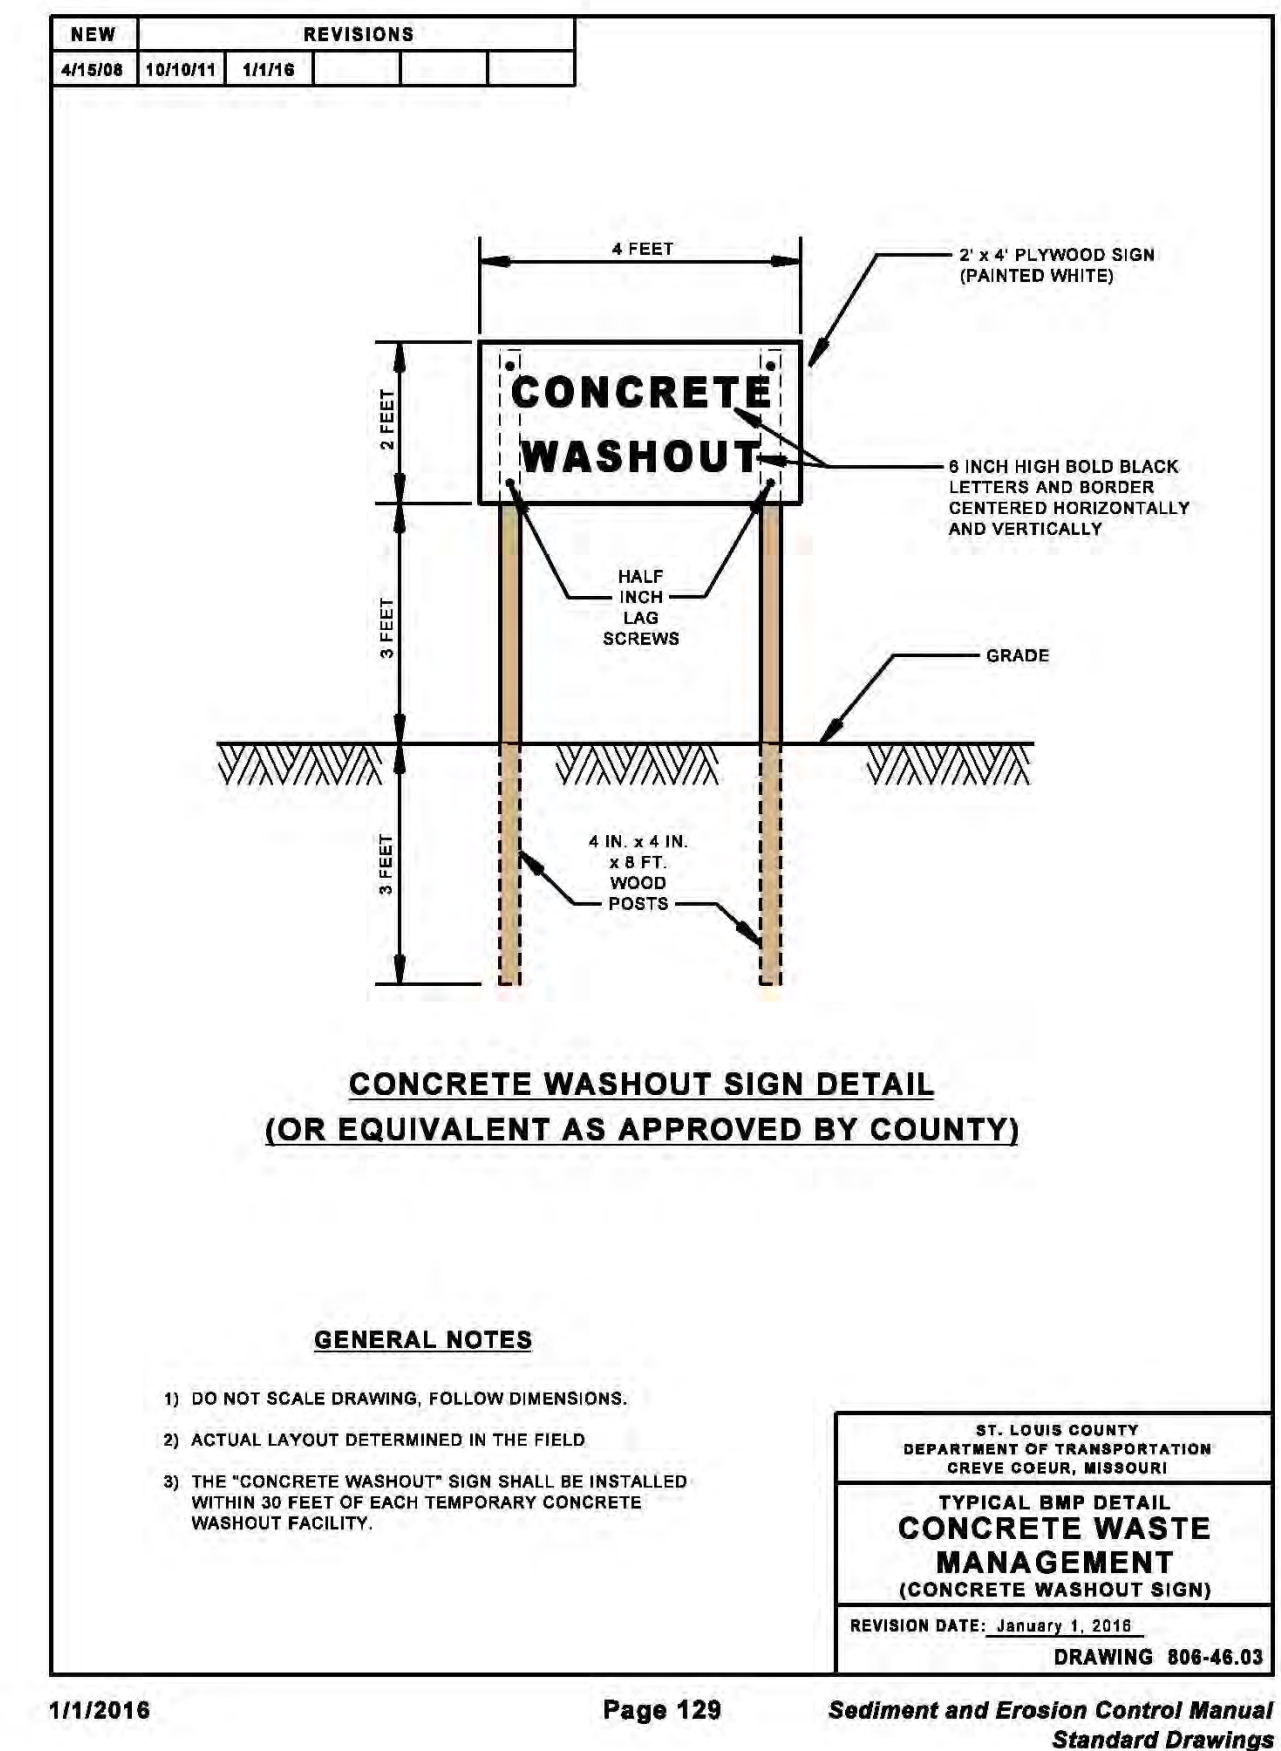 NEW REVISIONS
4/15/08 10/10/11 1/1/16
4 FEET
2' x 4' PLYWOOD SIGN
(PAINTED WHITE)
2 FEET
CONCRETE
WASHOUT
6 INCH HIGH BOLD BLACK
LETTERS AND BORDER
CENTERED HORIZONTALLY
AND VERTICALLY
3 FEET
HALF
INCH
LAG
SCREWS
GRADE
3 FEET
4 IN. x 4 IN.
x 8 FT.
WOOD
POSTS
CONCRETE WASHOUT SIGN DETAIL
(OR EQUIVALENT AS APPROVED BY COUNTY)
GENERAL NOTES
1) DO NOT SCALE DRAWING, FOLLOW DIMENSIONS.
2) ACTUAL LAYOUT DETERMINED IN THE FIELD
3) THE "CONCRETE WASHOUT" SIGN SHALL BE INSTALLED
WITHIN 30 FEET OF EACH TEMPORARY CONCRETE
WASHOUT FACILITY.
ST. LOUIS COUNTY
DEPARTMENT OF TRANSPORTATION
CREVE COEUR, MISSOURI
TYPICAL BMP DETAIL
CONCRETE WASTE
MANAGEMENT
(CONCRETE WASHOUT SIGN)
REVISION DATE: January 1, 2016
DRAWING 806-46.03
1/1/2016 Page 129 Sediment and Erosion Control Manual
Standard Drawings